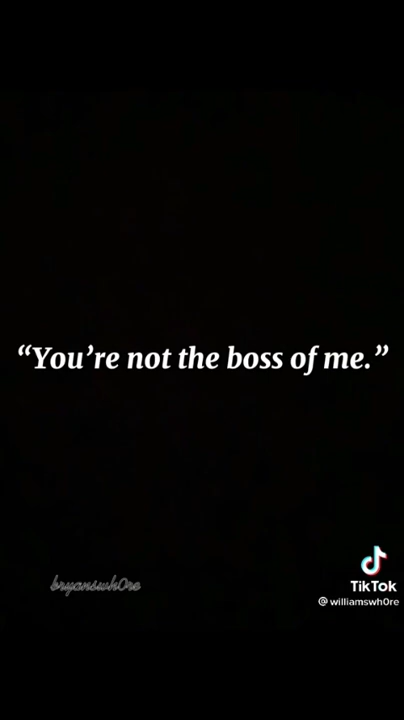 “You’re not the boss of me.”
bryanswh0re
TikTok
@williamswh0re